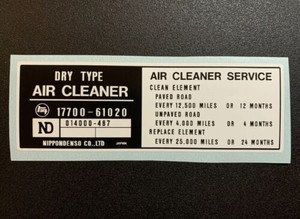 DRY TYPE
AIR CLEANER
17700-61020
ND 014000-487
NIPPONDENSO CO.,LTD JAPAN
AIR CLEANER SERVICE
CLEAN ELEMENT
PAVED ROAD
EVERY 12,500 MILES OR 12 MONTHS
UNPAVED ROAD
EVERY 4,000 MILES OR 4 MONTHS
REPLACE ELEMENT
EVERY 25,000 MILES OR 24 MONTHS